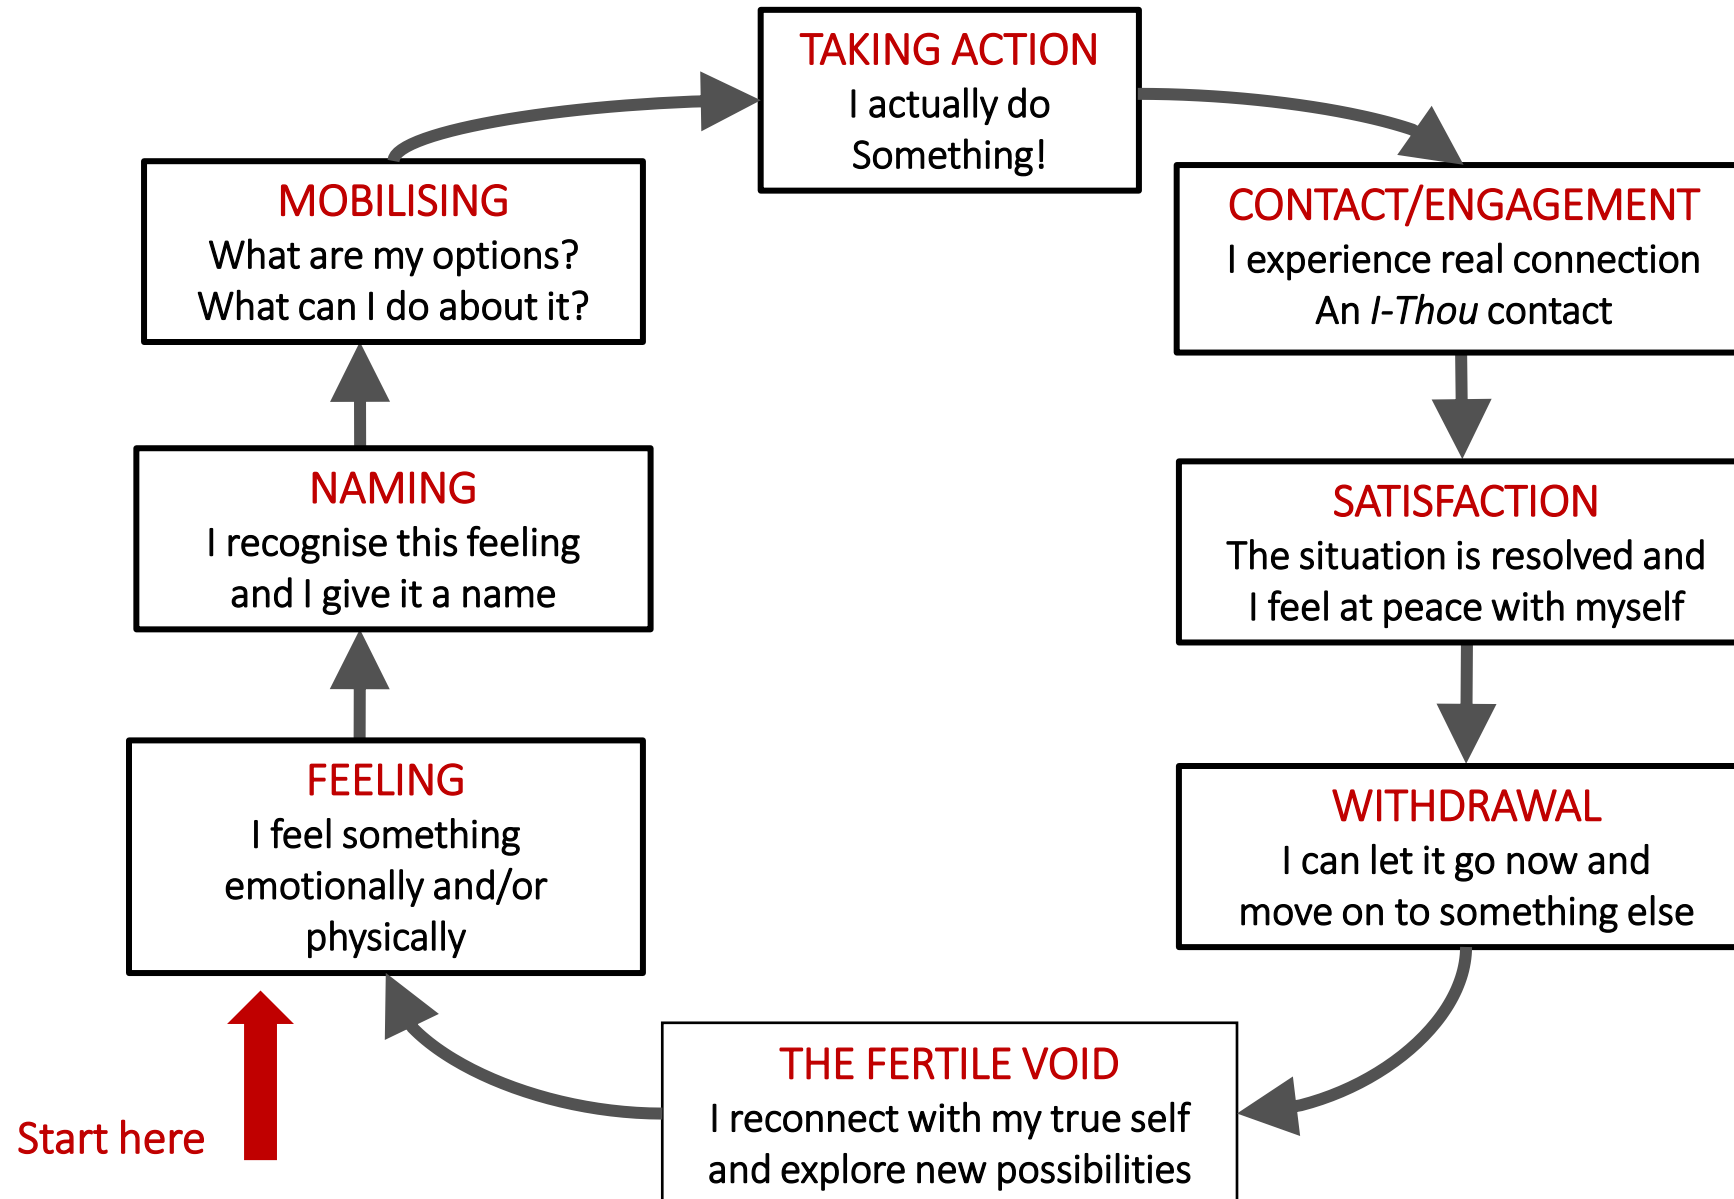 TAKING ACTION
I actually do
Something!
MOBILISING
What are my options?
What can I do about it?
CONTACT/ENGAGEMENT
I experience real connection
An I-Thou contact
NAMING
I recognise this feeling
and I give it a name
SATISFACTION
The situation is resolved and
I feel at peace with myself
FEELING
I feel something
emotionally and/or
physically
WITHDRAWAL
I can let it go now and
move on to something else
THE FERTILE VOID
I reconnect with my true self
and explore new possibilities
Start here